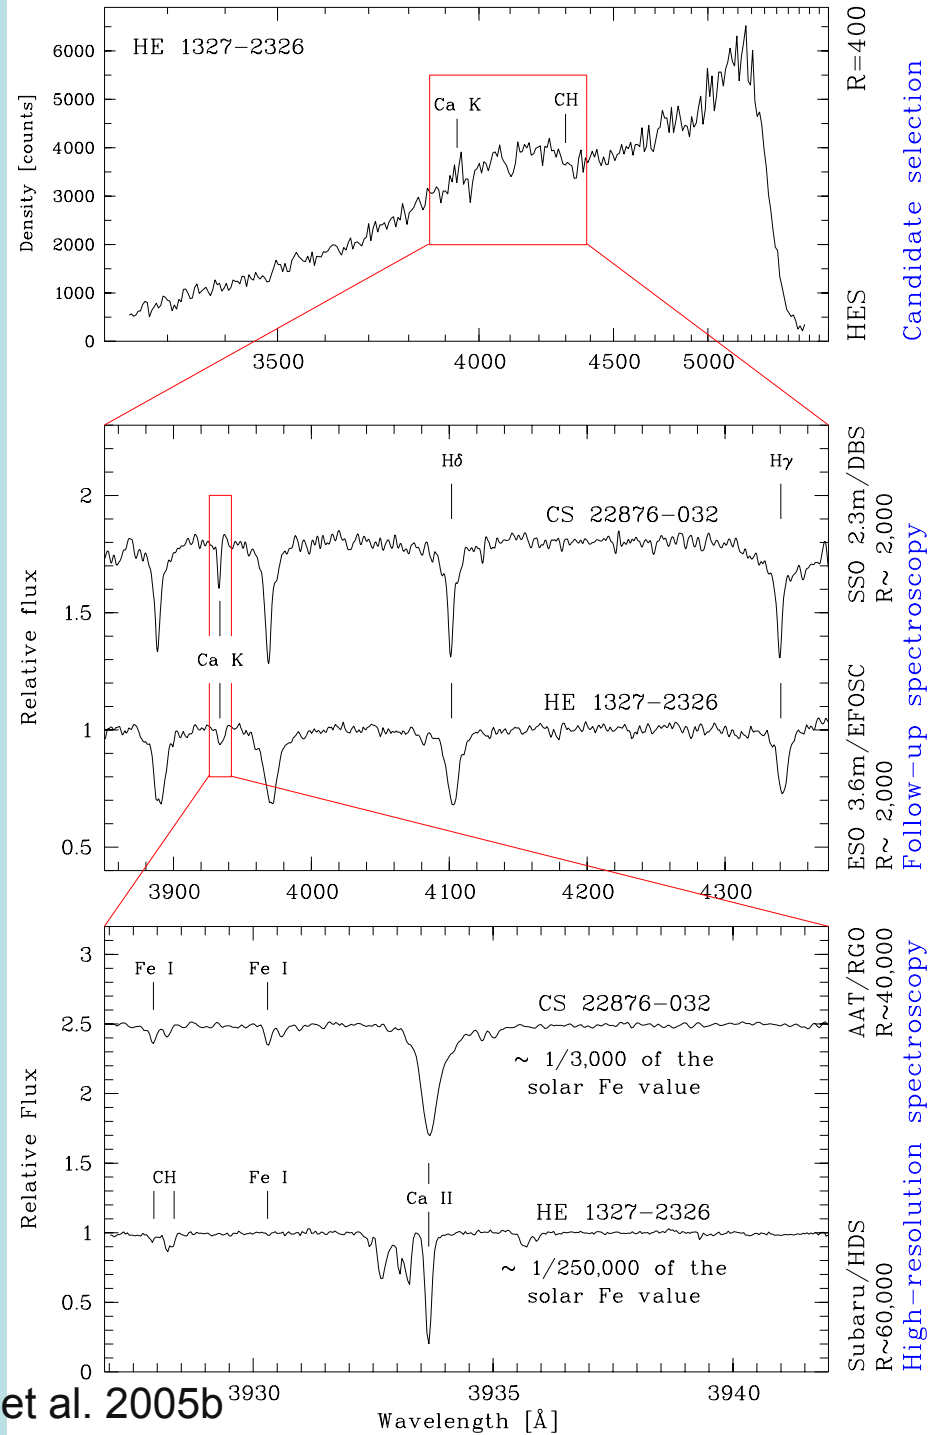 HE 1327−2326
Density [counts]
6000
5000
4000
3000
2000
1000
0
Ca K
CH
3500
4000
4500
5000
HES
R=400
Candidate selection
Relative flux
2
1.5
1
0.5
Hδ
Hγ
CS 22876−032
Ca K
HE 1327−2326
3900
4000
4100
4200
4300
SSO 2.3m/DBS
R~ 2,000
ESO 3.6m/EFOSC
R~ 2,000
Follow−up spectroscopy
Relative Flux
3
2.5
2
1.5
1
0.5
0
Fe I
Fe I
CS 22876−032
~ 1/3,000 of the
solar Fe value
CH
Fe I
Ca II
HE 1327−2326
~ 1/250,000 of the
solar Fe value
3930
3935
3940
Wavelength [Å]
AAT/RGO
R~40,000
Subaru/HDS
R~60,000
High−resolution spectroscopy
et al. 2005b